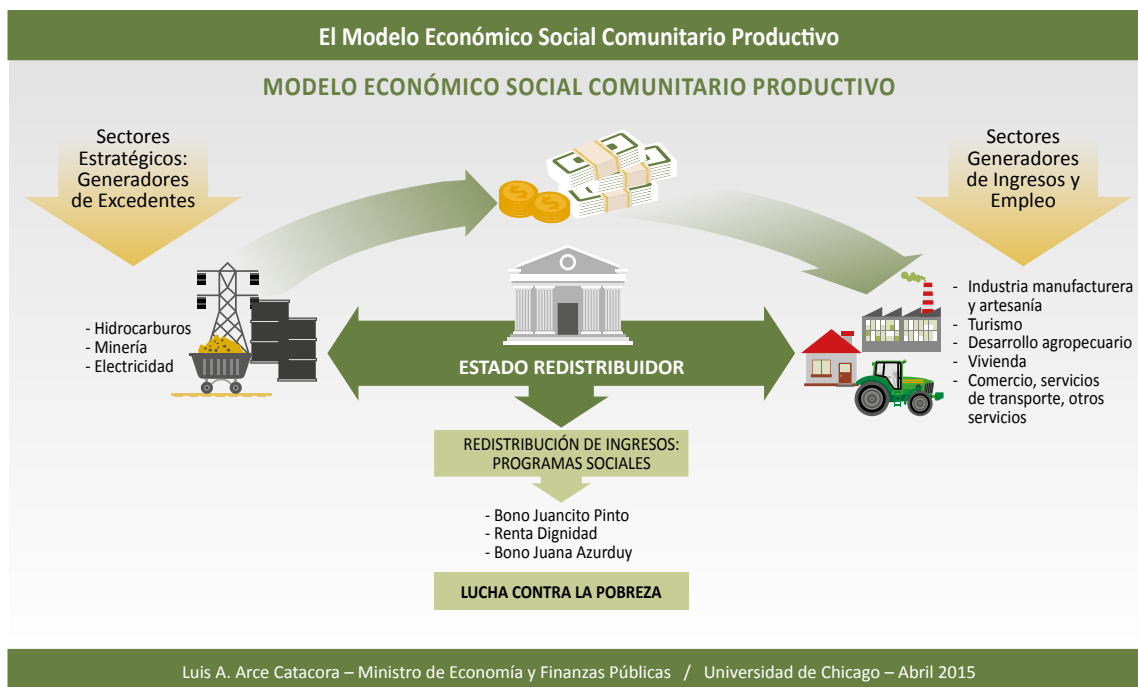 El Modelo Económico Social Comunitario Productivo
MODELO ECONÓMICO SOCIAL COMUNITARIO PRODUCTIVO
Sectores
Estratégicos:
Generadores
de Excedentes
- Hidrocarburos
- Minería
- Electricidad
Sectores
Generadores
de Ingresos y
Empleo
- Industria manufacturera
y artesanía
- Turismo
- Desarrollo agropecuario
- Vivienda
- Comercio, servicios
de transporte, otros
servicios
ESTADO REDISTRIBUIDOR
REDISTRIBUCIÓN DE INGRESOS:
PROGRAMAS SOCIALES
- Bono Juancito Pinto
- Renta Dignidad
- Bono Juana Azurduy
LUCHA CONTRA LA POBREZA
Luis A. Arce Catacora – Ministro de Economía y Finanzas Públicas / Universidad de Chicago – Abril 2015